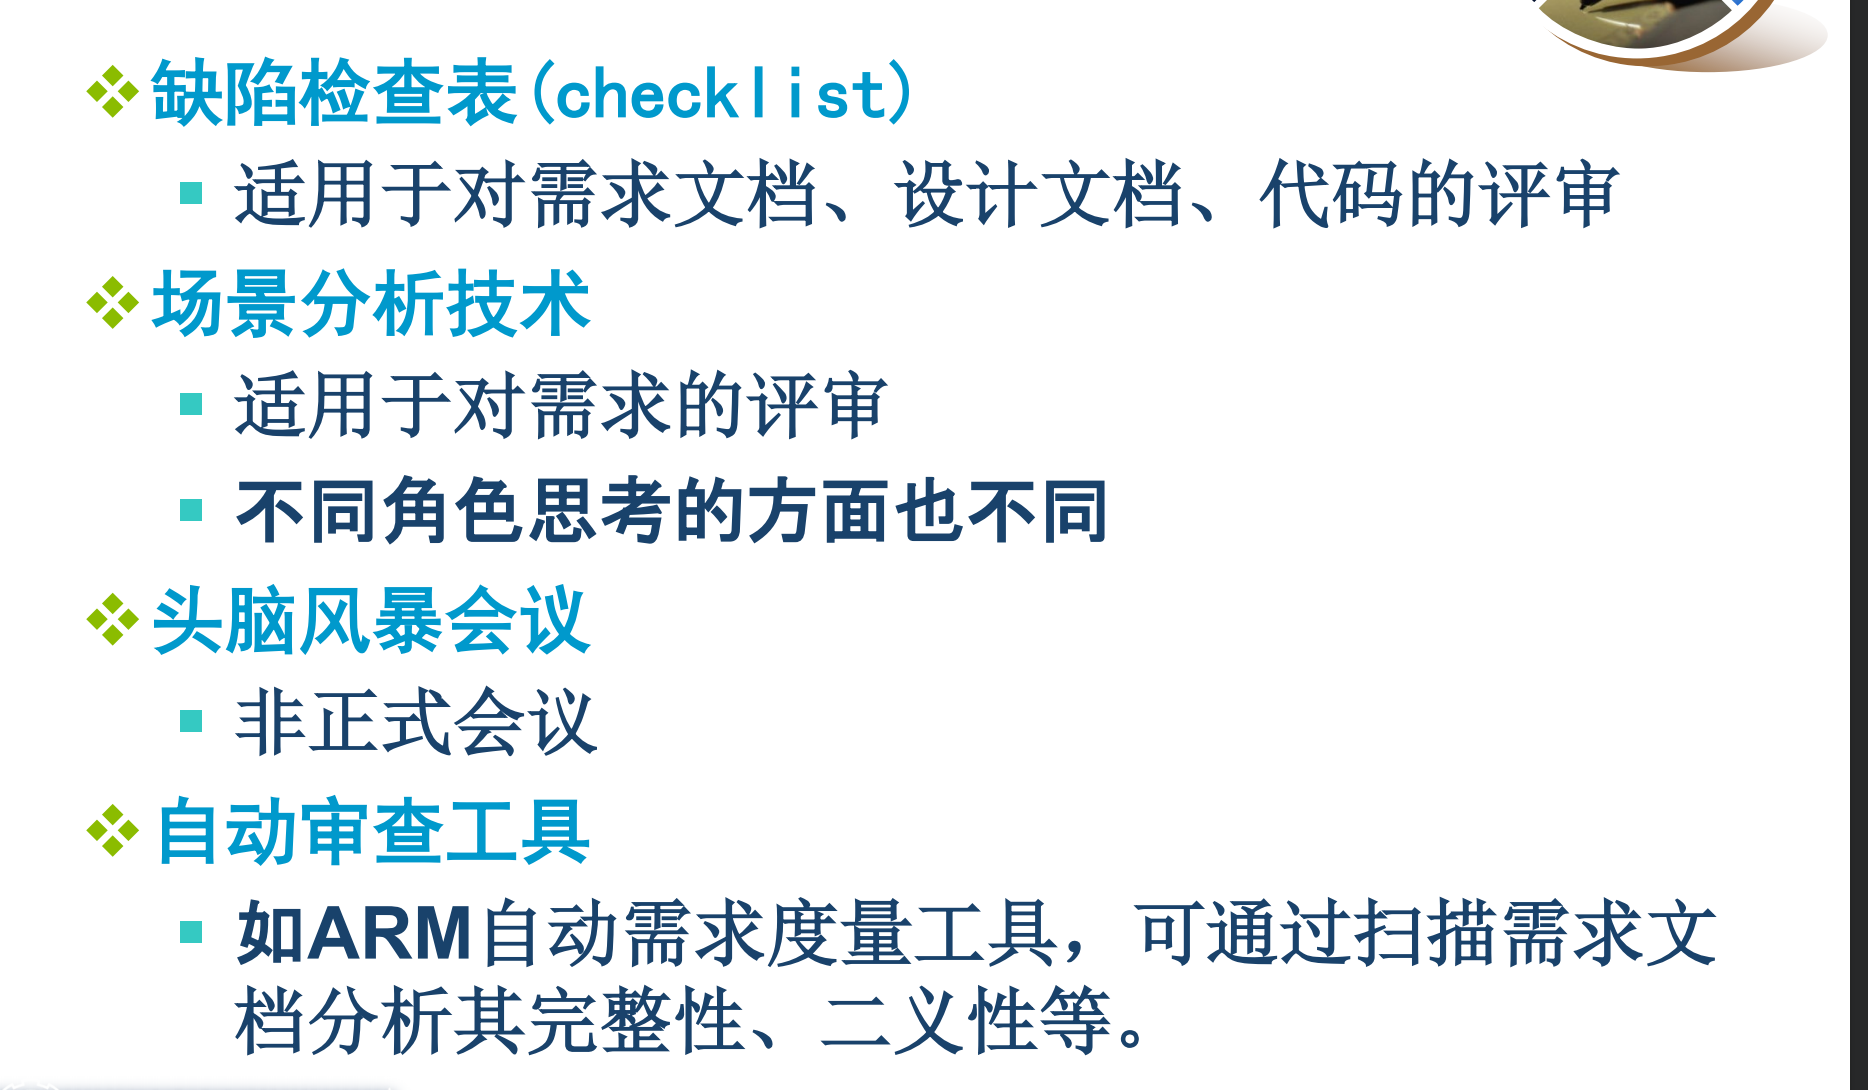 缺陷检查表(checklist)
适用于对需求文档、设计文档、代码的评审
场景分析技术
适用于对需求的评审
不同角色思考的方面也不同
头脑风暴会议
非正式会议
自动审查工具
如ARM自动需求度量工具，可通过扫描需求文
档分析其完整性、二义性等。